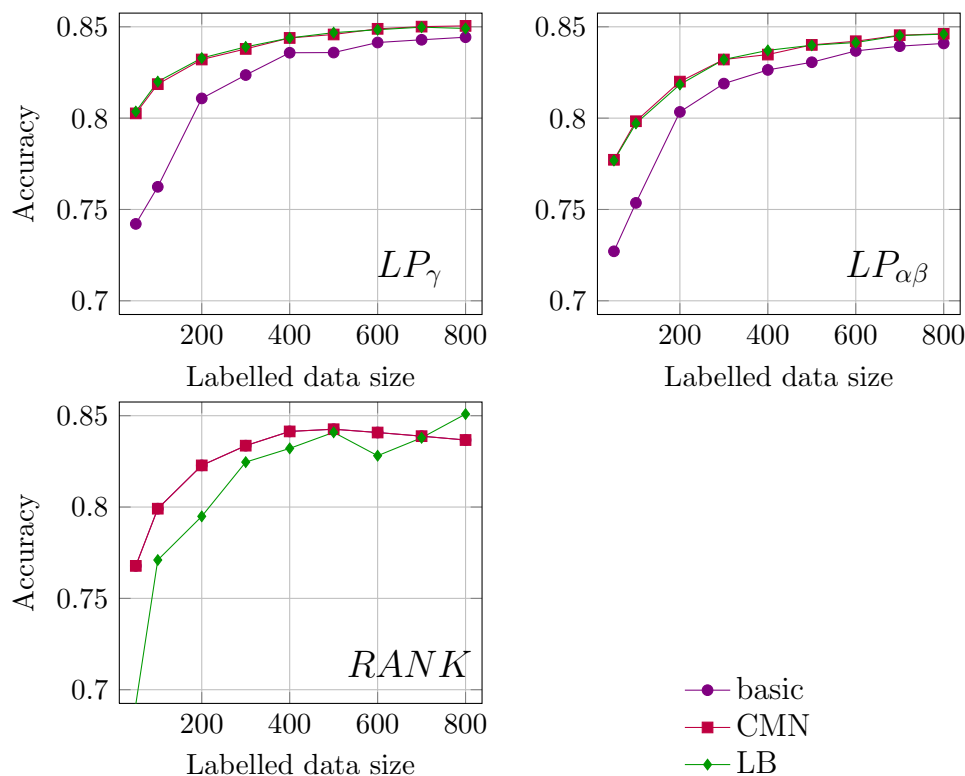 0.85
0.8
0.75
0.7
Accuracy
LP_γ
200 400 600 800
Labelled data size
0.85
0.8
0.75
0.7
LP_αβ
200 400 600 800
Labelled data size
0.85
0.8
0.75
0.7
Accuracy
RANK
200 400 600 800
Labelled data size
basic
CMN
LB